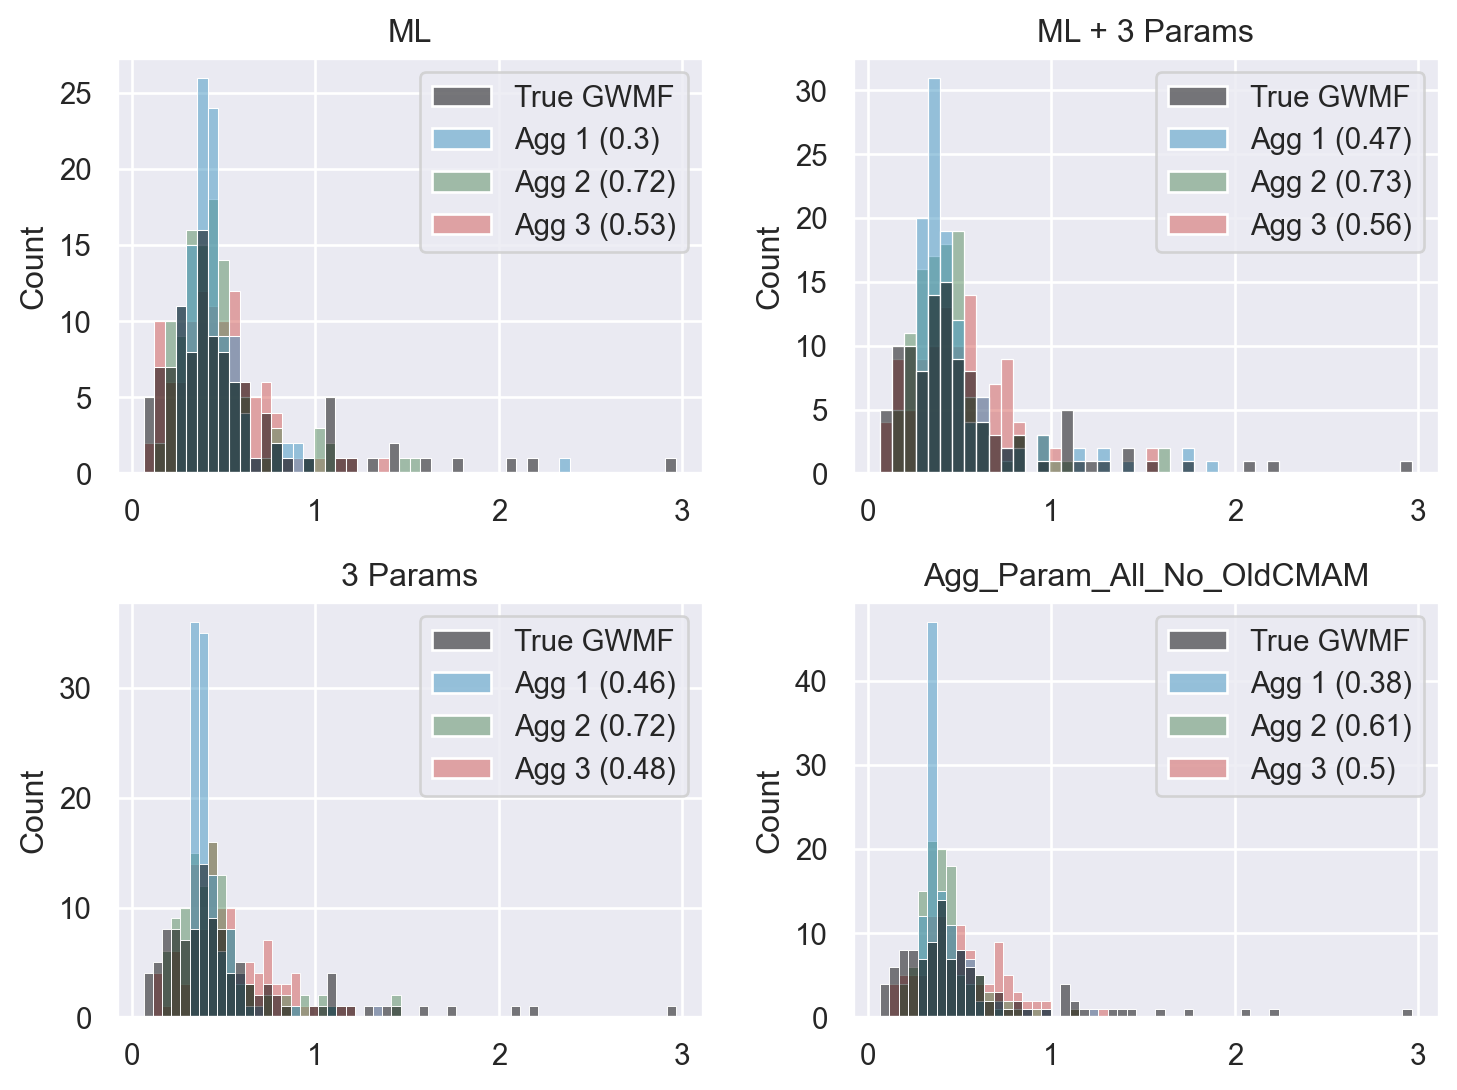 ML
Count
25
20
15
10
5
0
0 1 2 3
True GWMF
Agg 1 (0.3)
Agg 2 (0.72)
Agg 3 (0.53)
ML + 3 Params
Count
30
25
20
15
10
5
0
0 1 2 3
True GWMF
Agg 1 (0.47)
Agg 2 (0.73)
Agg 3 (0.56)
3 Params
Count
30
20
10
0
0 1 2 3
True GWMF
Agg 1 (0.46)
Agg 2 (0.72)
Agg 3 (0.48)
Agg_Param_All_No_OldCMAM
Count
40
30
20
10
0
0 1 2 3
True GWMF
Agg 1 (0.38)
Agg 2 (0.61)
Agg 3 (0.5)